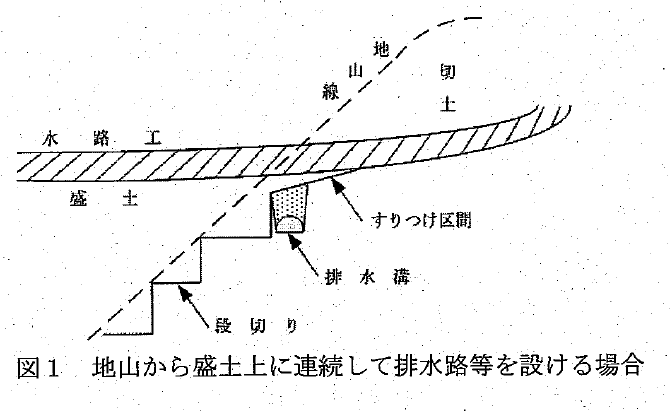 地山線
切土
水路工
盛土
すりつけ区間
排水溝
段切り
図1 地山から盛土上に連続して排水路等を設ける場合